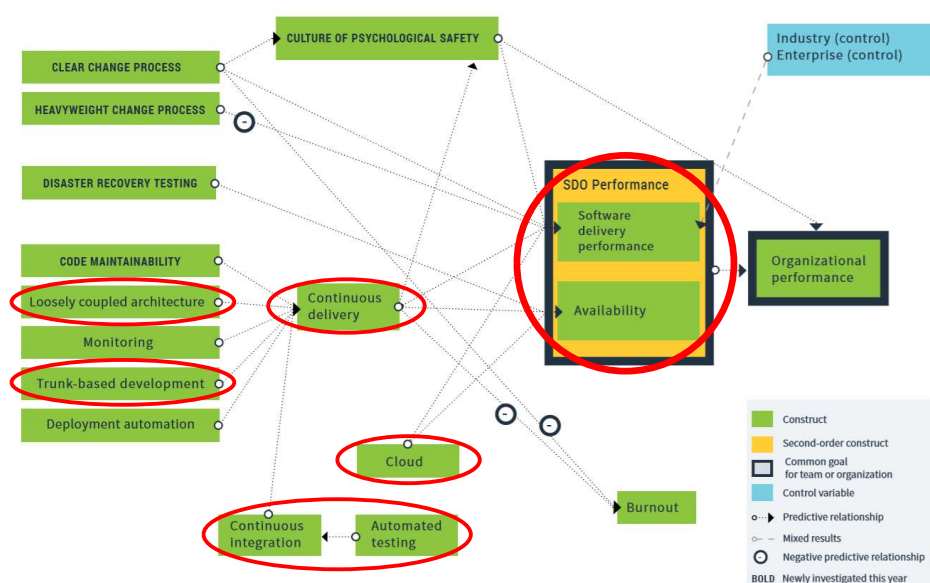 CULTURE OF PSYCHOLOGICAL SAFETY
Industry (control)
Enterprise (control)
CLEAR CHANGE PROCESS
HEAVYWEIGHT CHANGE PROCESS
-
DISASTER RECOVERY TESTING
SDO Performance
Software
delivery
performance
CODE MAINTAINABILITY
Organizational
performance
Loosely coupled architecture
Continuous
delivery
Availability
Monitoring
Trunk-based development
Deployment automation
-
-
Cloud
Burnout
Continuous
integration
Automated
testing
Construct
Second-order construct
Common goal
for team or organization
Control variable
Predictive relationship
Mixed results
- Negative predictive relationship
BOLD Newly investigated this year